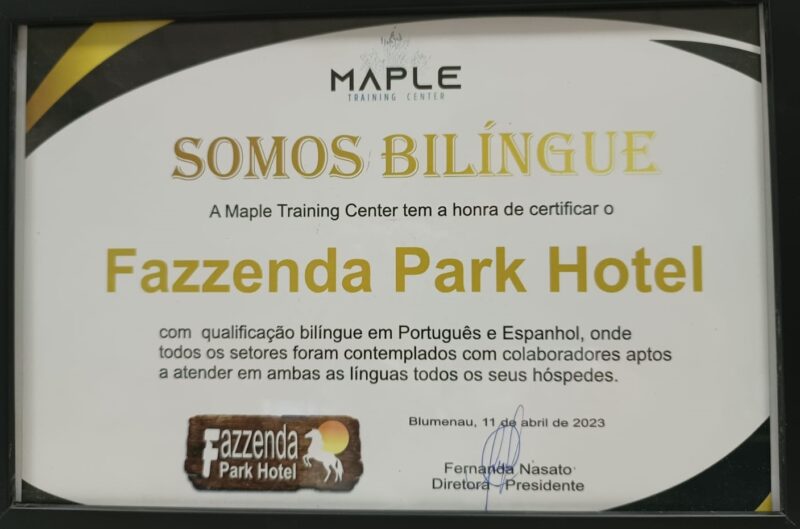 MAPLE
TRAINING CENTER
SOMOS BILÍNGUE
A Maple Training Center tem a honra de certificar o
Fazzenda Park Hotel
com qualificação bilíngue em Português e Espanhol, onde
todos os setores foram contemplados com colaboradores aptos
a atender em ambas as línguas todos os seus hóspedes.
Blumenau, 11 de abril de 2023
Fazzenda
Park Hotel
Fernanda Nasato
Diretora Presidente